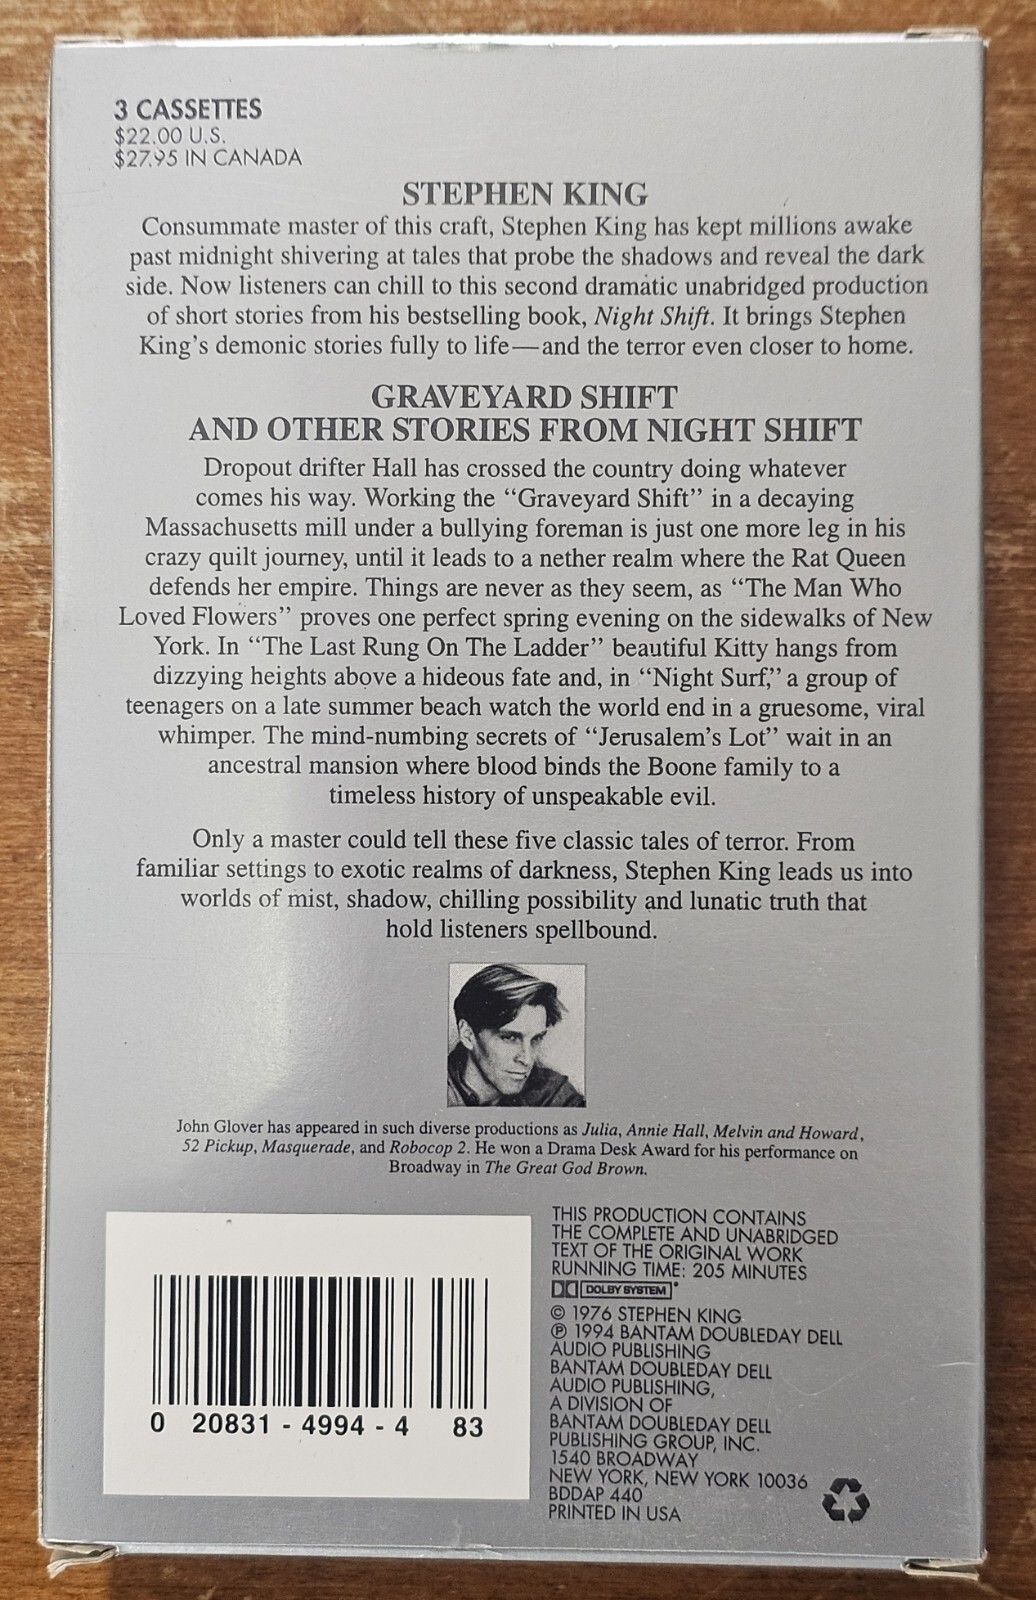 3 CASSETTES
$22.00 U.S.
$27.95 IN CANADA
STEPHEN KING
Consummate master of this craft, Stephen King has kept millions awake
past midnight shivering at tales that probe the shadows and reveal the dark
side. Now listeners can chill to this second dramatic unabridged production
of short stories from his bestselling book, Night Shift. It brings Stephen
King's demonic stories fully to life—and the terror even closer to home.
GRAVEYARD SHIFT
AND OTHER STORIES FROM NIGHT SHIFT
Dropout drifter Hall has crossed the country doing whatever
comes his way. Working the “Graveyard Shift” in a decaying
Massachusetts mill under a bullying foreman is just one more leg in his
crazy quilt journey, until it leads to a nether realm where the Rat Queen
defends her empire. Things are never as they seem, as “The Man Who
Loved Flowers” proves one perfect spring evening on the sidewalks of New
York. In “The Last Rung On The Ladder” beautiful Kitty hangs from
dizzying heights above a hideous fate and, in “Night Surf,” a group of
teenagers on a late summer beach watch the world end in a gruesome, viral
whimper. The mind-numbing secrets of “Jerusalem's Lot” wait in an
ancestral mansion where blood binds the Boone family to a
timeless history of unspeakable evil.
Only a master could tell these five classic tales of terror. From
familiar settings to exotic realms of darkness, Stephen King leads us into
worlds of mist, shadow, chilling possibility and lunatic truth that
hold listeners spellbound.
John Glover has appeared in such diverse productions as Julia, Annie Hall, Melvin and Howard,
52 Pickup, Masquerade, and Robocop 2. He won a Drama Desk Award for his performance on
Broadway in The Great God Brown.
0 20831 - 4994 - 4 83
THIS PRODUCTION CONTAINS
THE COMPLETE AND UNABRIDGED
TEXT OF THE ORIGINAL WORK
RUNNING TIME: 205 MINUTES
DOLBY SYSTEM
© 1976 STEPHEN KING
℗ 1994 BANTAM DOUBLEDAY DELL
AUDIO PUBLISHING
BANTAM DOUBLEDAY DELL
AUDIO PUBLISHING,
A DIVISION OF
BANTAM DOUBLEDAY DELL
PUBLISHING GROUP, INC.
1540 BROADWAY
NEW YORK, NEW YORK 10036
BDDAP 440
PRINTED IN USA